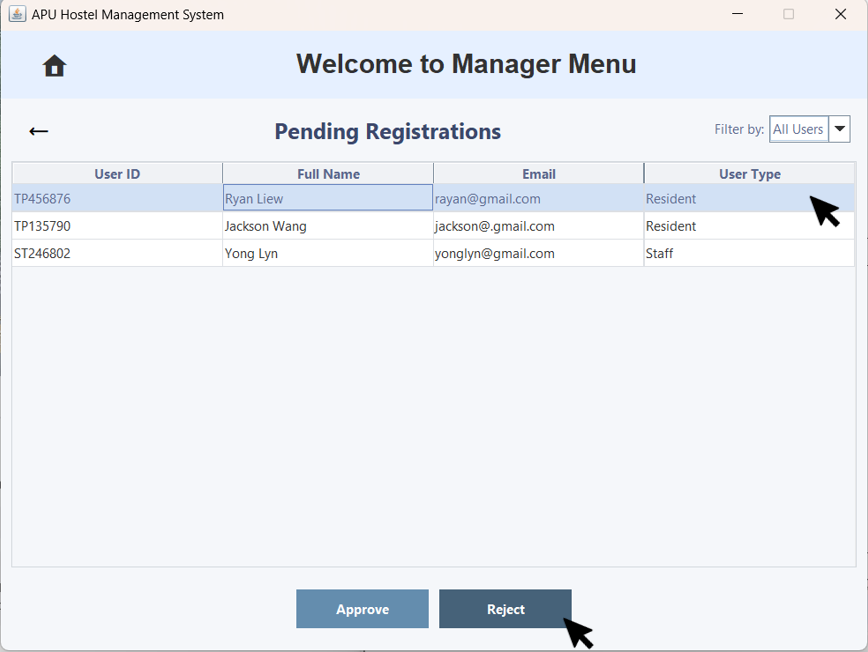 APU Hostel Management System
Welcome to Manager Menu
Pending Registrations
Filter by: All Users
User ID Full Name Email User Type
TP456876 Ryan Liew rayan@gmail.com Resident
TP135790 Jackson Wang jackson@.gmail.com Resident
ST246802 Yong Lyn yonglyn@gmail.com Staff
Approve Reject